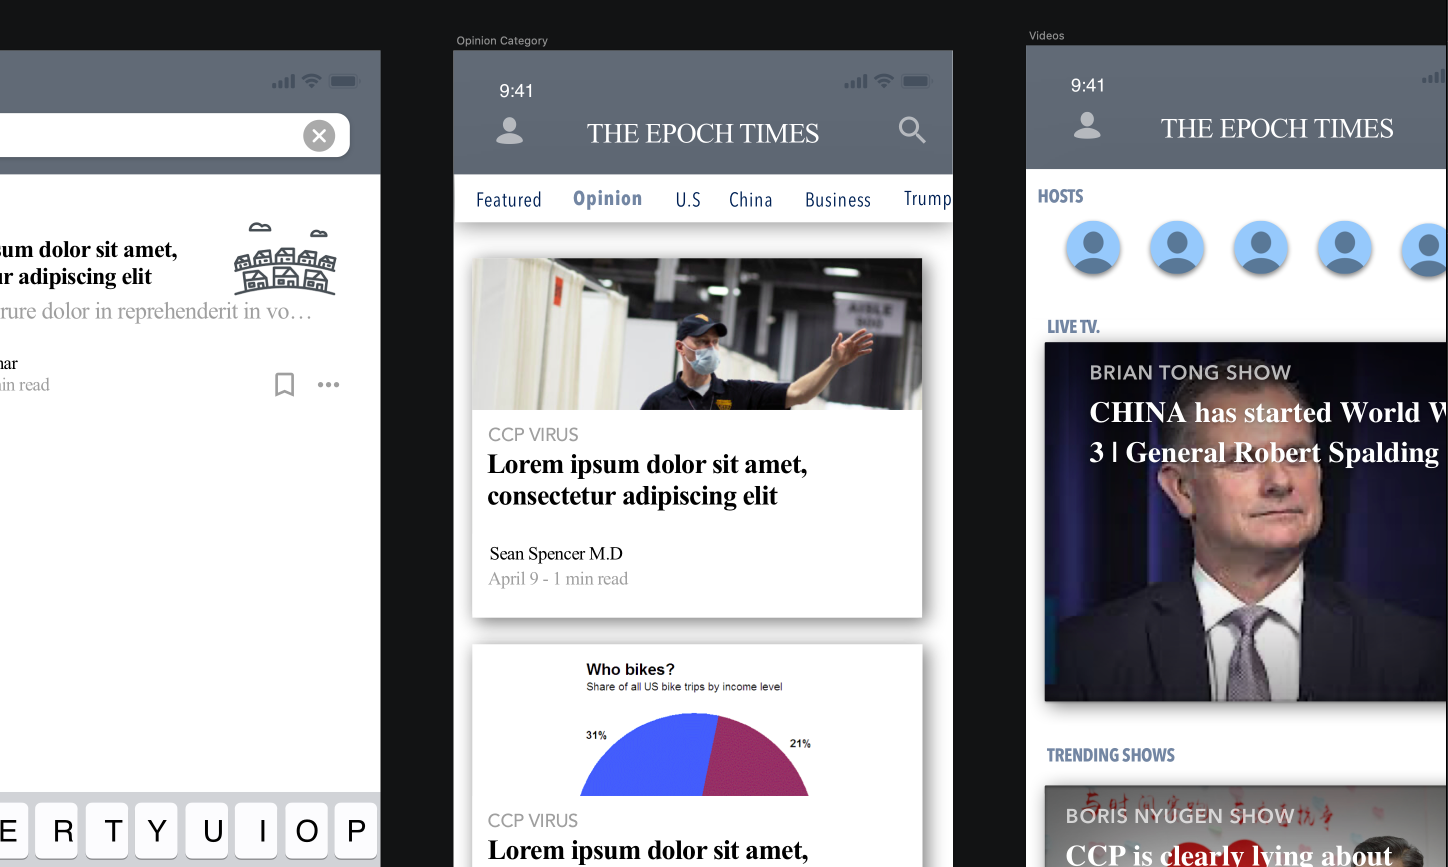 sum dolor sit amet,
ur adipiscing elit
rure dolor in reprehenderit in vo...
nar
in read
E R T Y U I O P
Opinion Category
9:41
THE EPOCH TIMES
Featured Opinion U.S China Business Trump
AISLE
900
CCP VIRUS
Lorem ipsum dolor sit amet,
consectetur adipiscing elit
Sean Spencer M.D
April 9 - 1 min read
Who bikes?
Share of all US bike trips by income level
31%
21%
CCP VIRUS
Lorem ipsum dolor sit amet,
Videos
9:41
THE EPOCH TIMES
HOSTS
LIVE TV.
BRIAN TONG SHOW
CHINA has started World W
3 | General Robert Spalding
TRENDING SHOWS
BORIS NYUGEN SHOW
CCP is clearly lying about